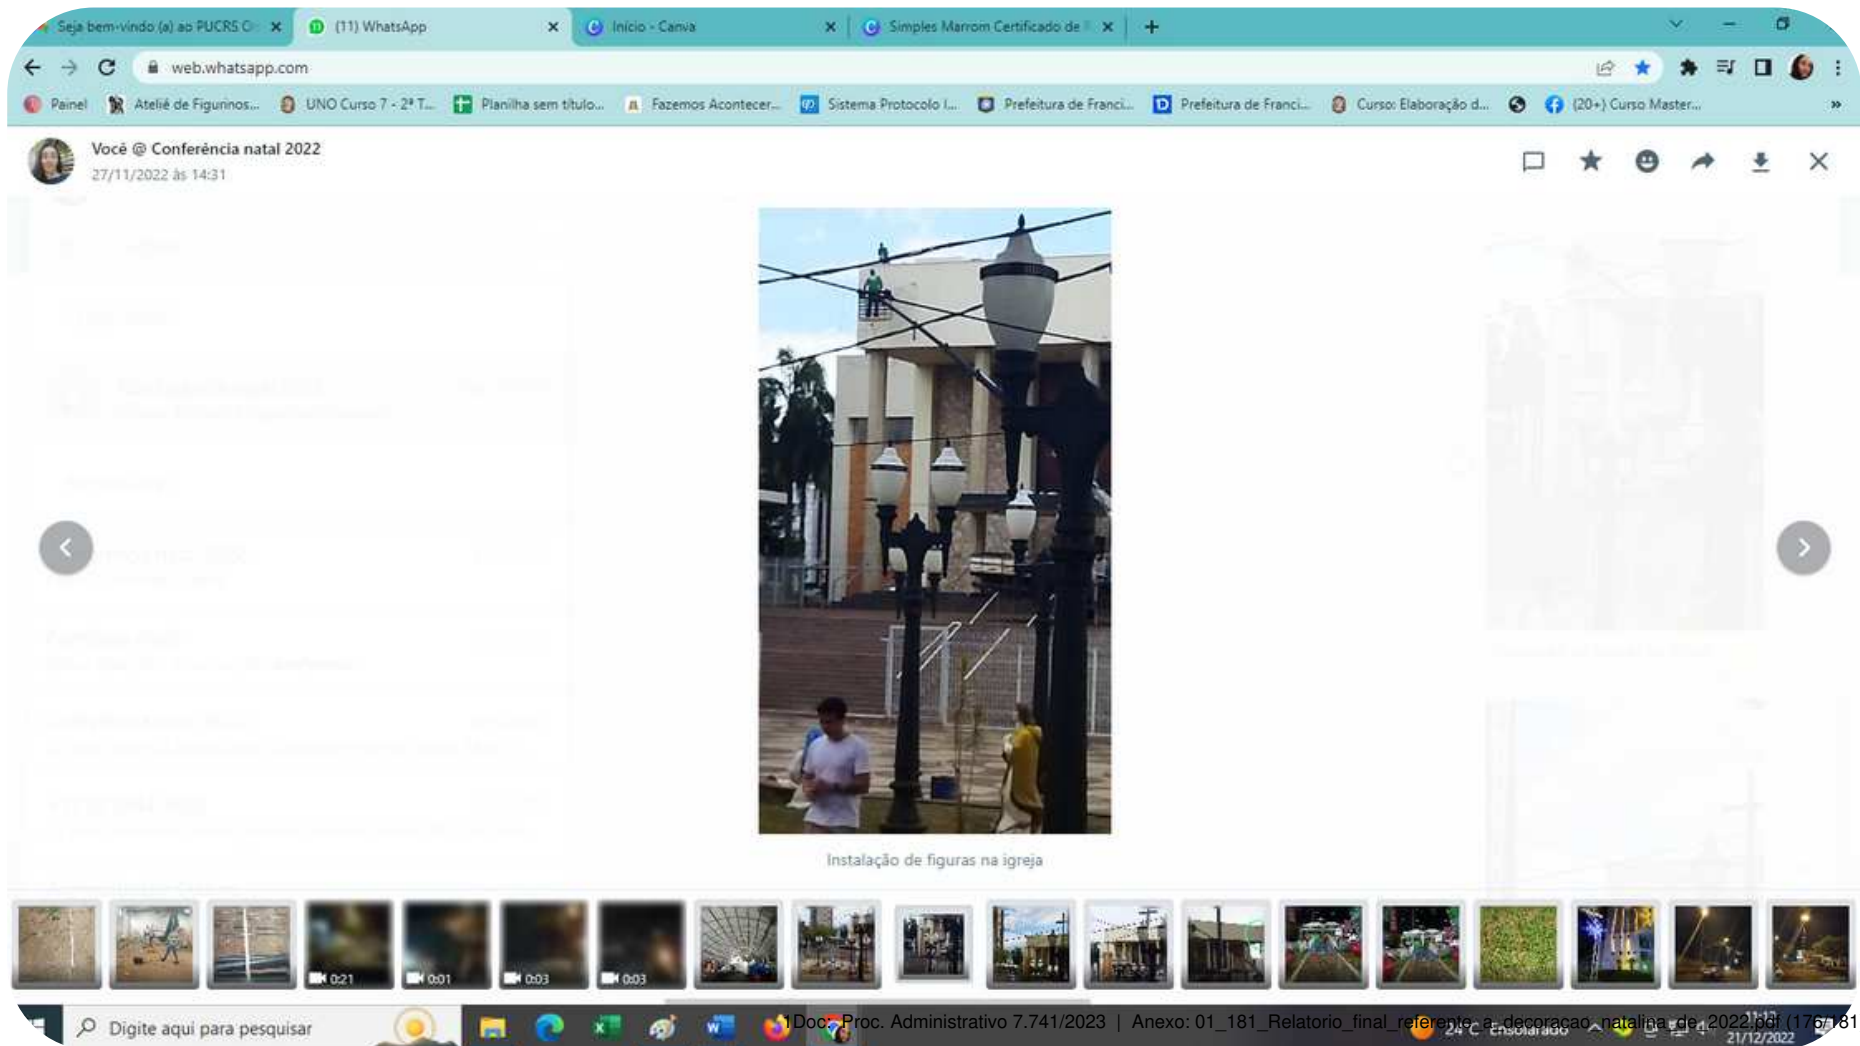 Seja bem-vindo (a) ao PUCRS O
(11) WhatsApp
Início - Canva
Simples Marrom Certificado de
web.whatsapp.com
Painel
Ateliê de Figurinos...
UNO Curso 7 - 2ª T...
Planilha sem título...
Fazemos Acontecer...
Sistema Protocolo I...
Prefeitura de Franci...
Prefeitura de Franci...
Curso: Elaboração d...
(20+) Curso Master...
Você @ Conferência natal 2022
27/11/2022 às 14:31
Instalação de figuras na igreja
0:21
0:01
0:03
0:03
Digite aqui para pesquisar
1Doc: Proc. Administrativo 7.741/2023 | Anexo: 01_181_Relatorio_final_referente_a_decoracao_natalina_de_2022.pdf (176/181
24°C Ensolarado
21/12/2022